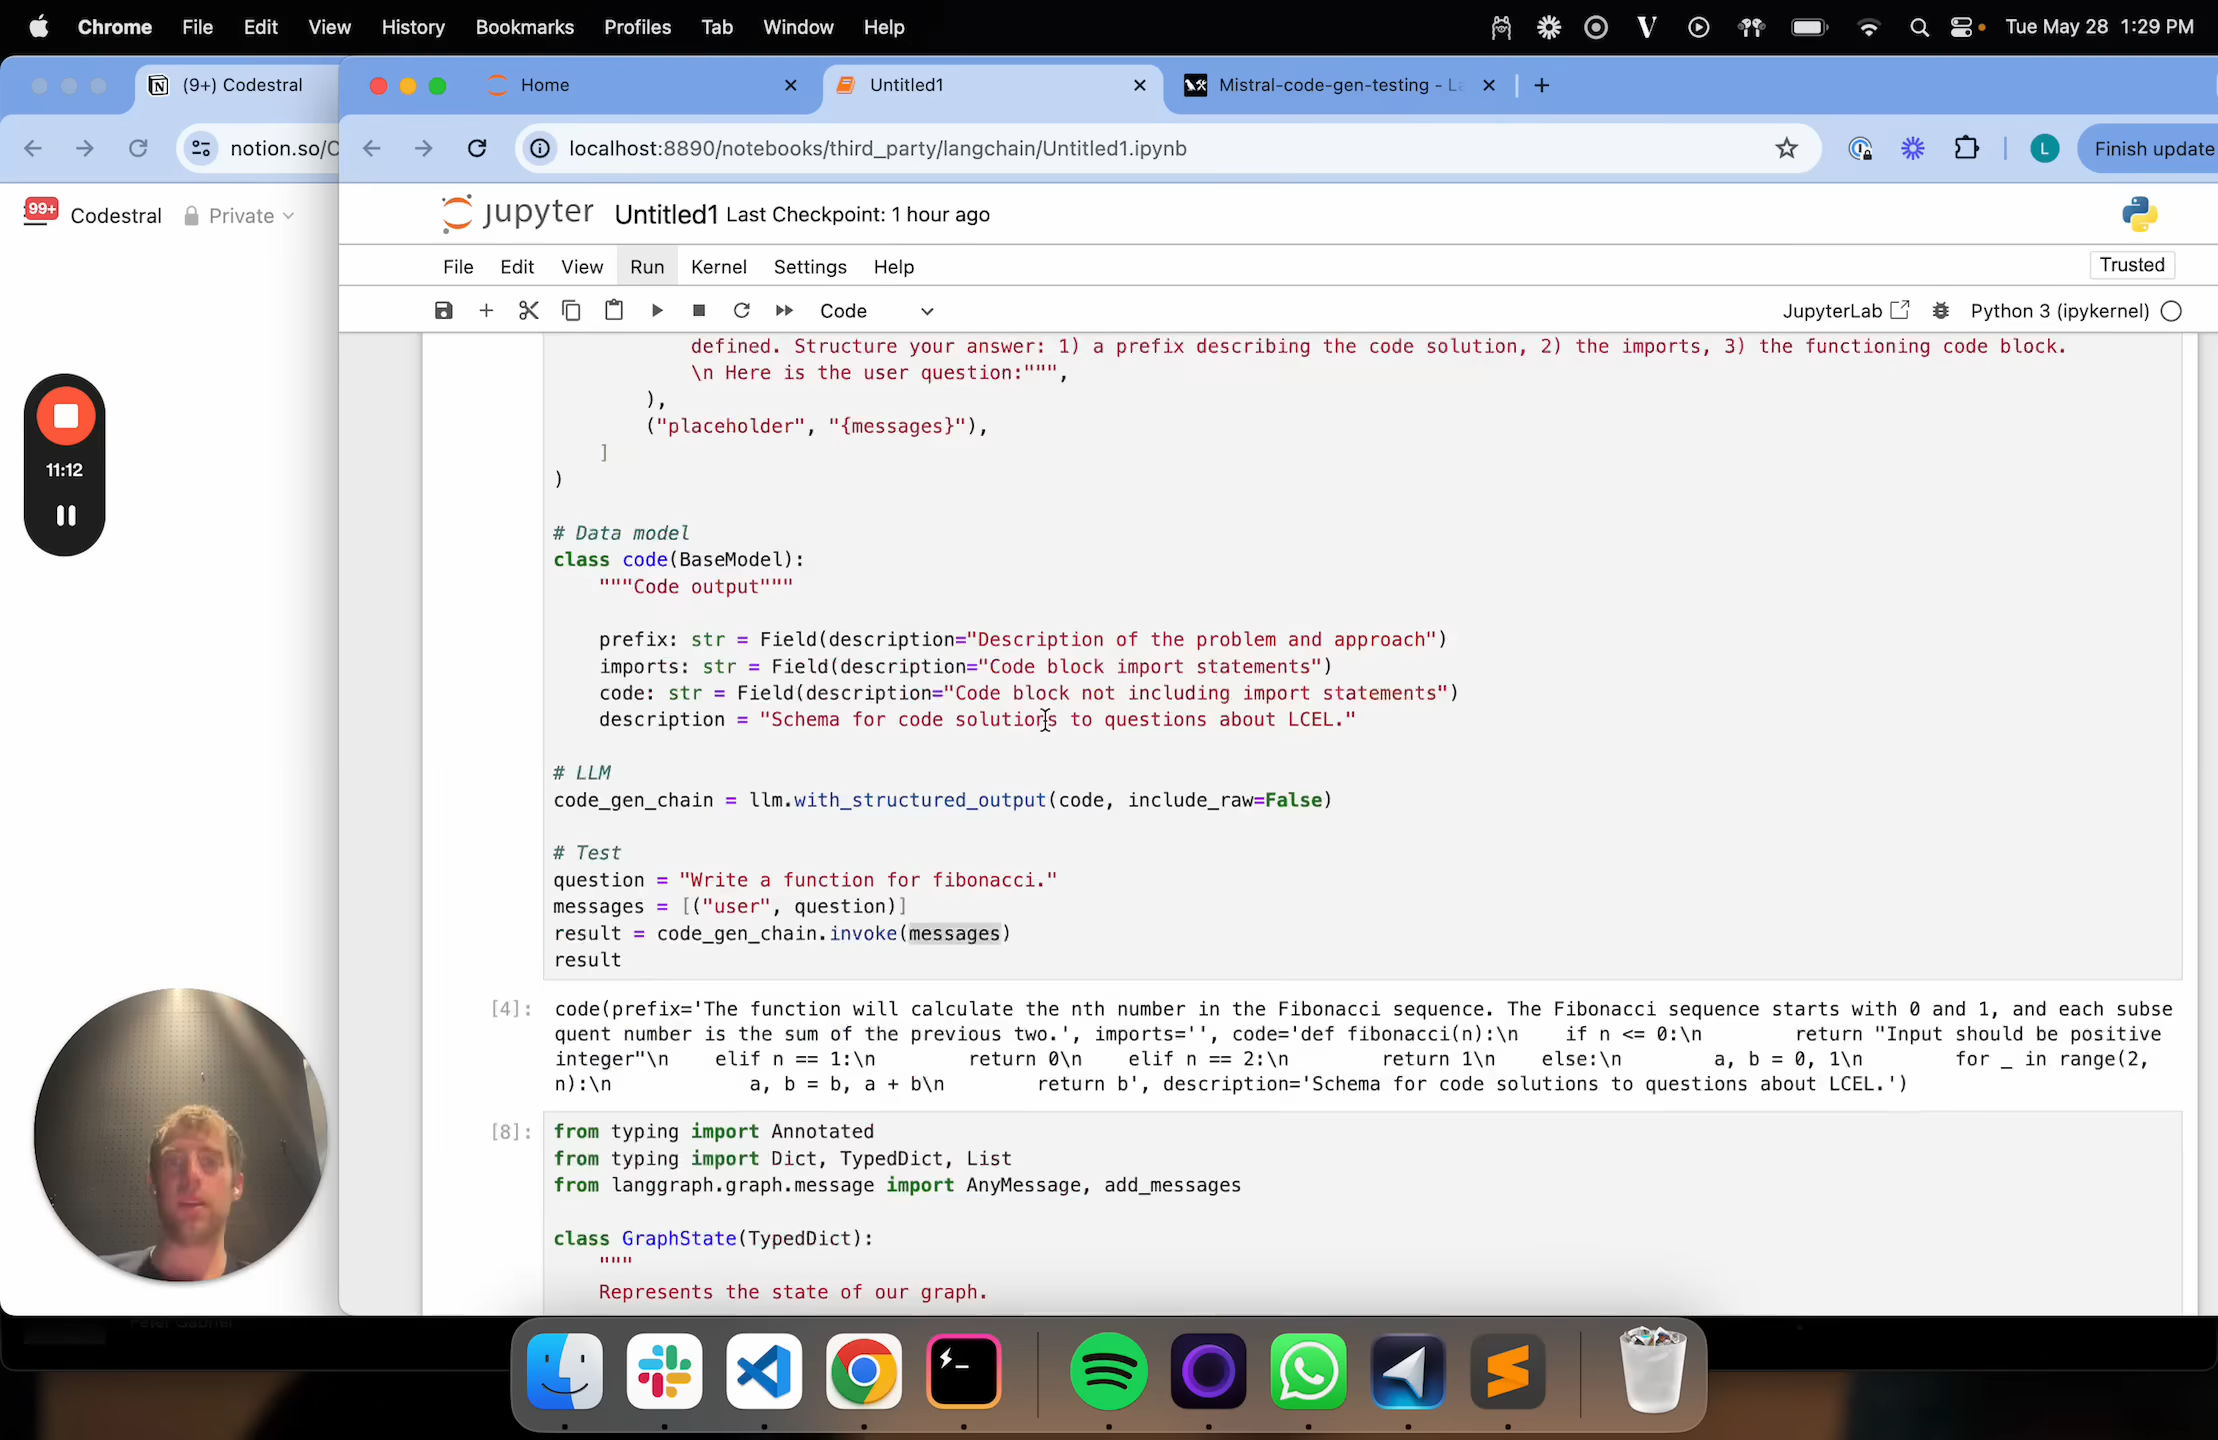 Chrome File Edit View History Bookmarks Profiles Tab Window Help V Tue May 28 1:29 PM
(9+) Codestral
Home Untitled1 Mistral-code-gen-testing - La
notion.so/C
localhost:8890/notebooks/third_party/langchain/Untitled1.ipynb L Finish update
99+ Codestral Private
jupyter Untitled1 Last Checkpoint: 1 hour ago
File Edit View Run Kernel Settings Help Trusted
Code JupyterLab Python 3 (ipykernel)
defined. Structure your answer: 1) a prefix describing the code solution, 2) the imports, 3) the functioning code block.
\n Here is the user question:""",
),
("placeholder", "{messages}"),
]
)
11:12
# Data model
class code(BaseModel):
"""Code output"""
prefix: str = Field(description="Description of the problem and approach")
imports: str = Field(description="Code block import statements")
code: str = Field(description="Code block not including import statements")
description = "Schema for code solutions to questions about LCEL."
# LLM
code_gen_chain = llm.with_structured_output(code, include_raw=False)
# Test
question = "Write a function for fibonacci."
messages = [("user", question)]
result = code_gen_chain.invoke(messages)
result
[4]: code(prefix='The function will calculate the nth number in the Fibonacci sequence. The Fibonacci sequence starts with 0 and 1, and each subse
quent number is the sum of the previous two.', imports='', code='def fibonacci(n):\n    if n <= 0:\n        return "Input should be positive
integer"\n    elif n == 1:\n        return 0\n    elif n == 2:\n        return 1\n    else:\n        a, b = 0, 1\n        for _ in range(2,
n):\n            a, b = b, a + b\n        return b', description='Schema for code solutions to questions about LCEL.')
[8]: from typing import Annotated
from typing import Dict, TypedDict, List
from langgraph.graph.message import AnyMessage, add_messages
class GraphState(TypedDict):
"""
Represents the state of our graph.